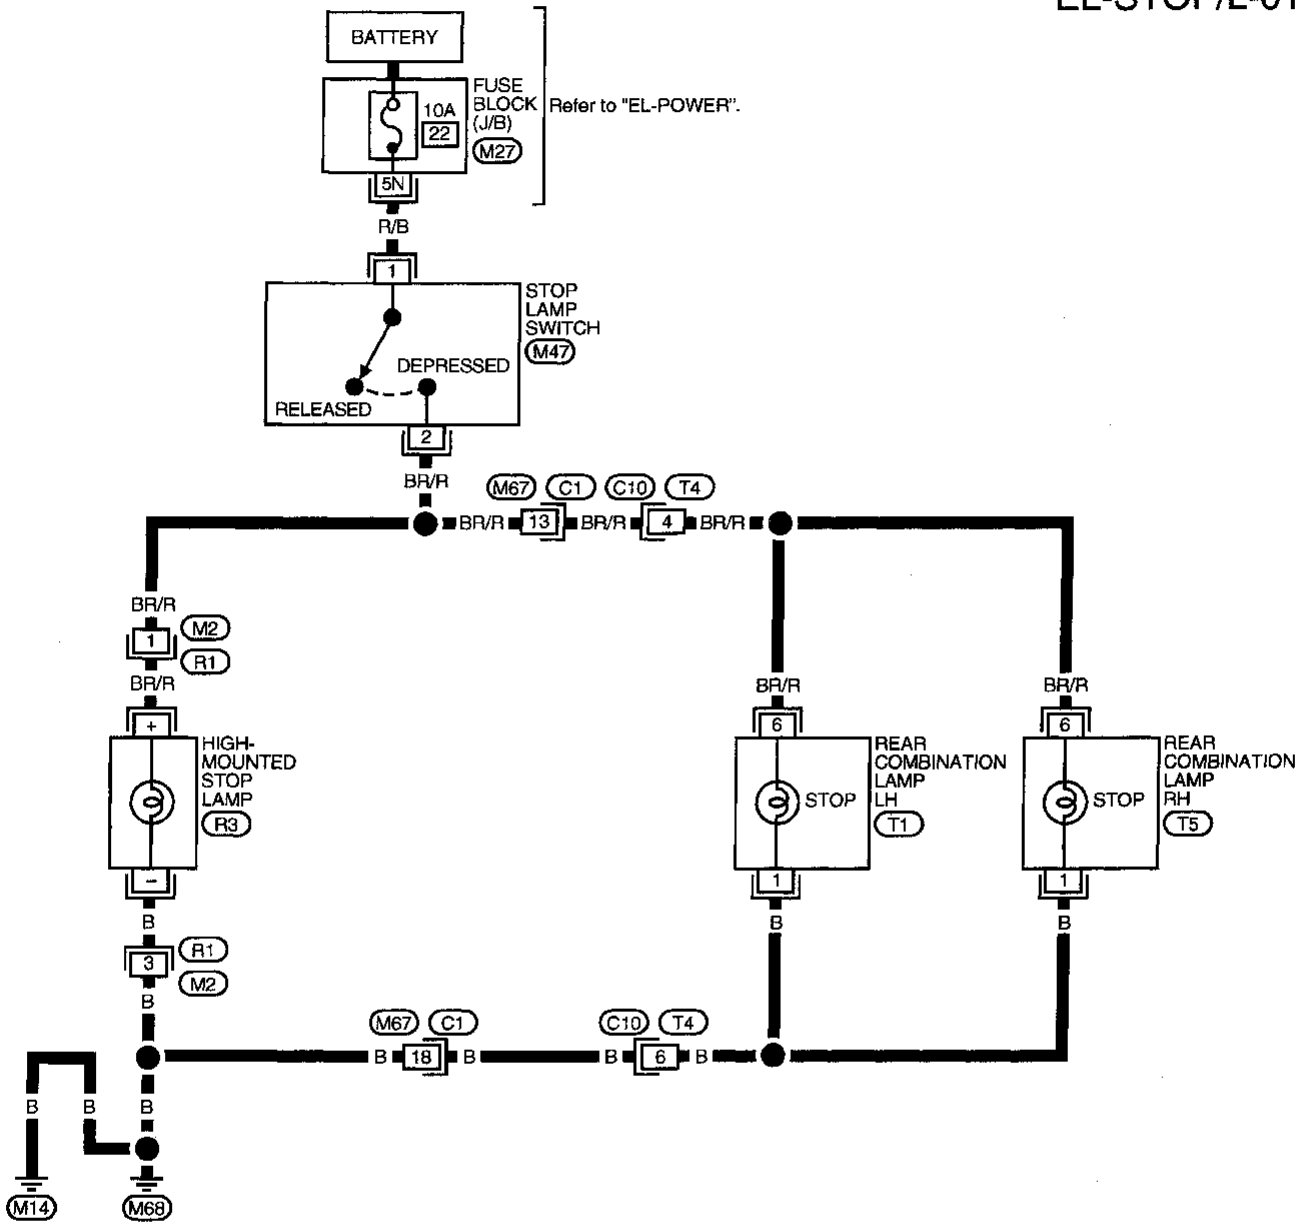 BATTERY
FUSE
BLOCK
(J/B)
Refer to "EL-POWER".
10A
22
M27
5N
R/B
1
STOP
LAMP
SWITCH
M47
DEPRESSED
RELEASED
2
BR/R
M67 C1 C10 T4
BR/R 13 BR/R 4 BR/R
BR/R
1
M2
R1
BR/R
+
HIGH-
MOUNTED
STOP
LAMP
R3
-
B
3
R1
M2
B
BR/R
6
STOP
REAR
COMBINATION
LAMP
LH
T1
1
B
BR/R
6
STOP
REAR
COMBINATION
LAMP
RH
T5
1
B
M67 C1 C10 T4
B 18 B B 6 B
B B B
M14 M68